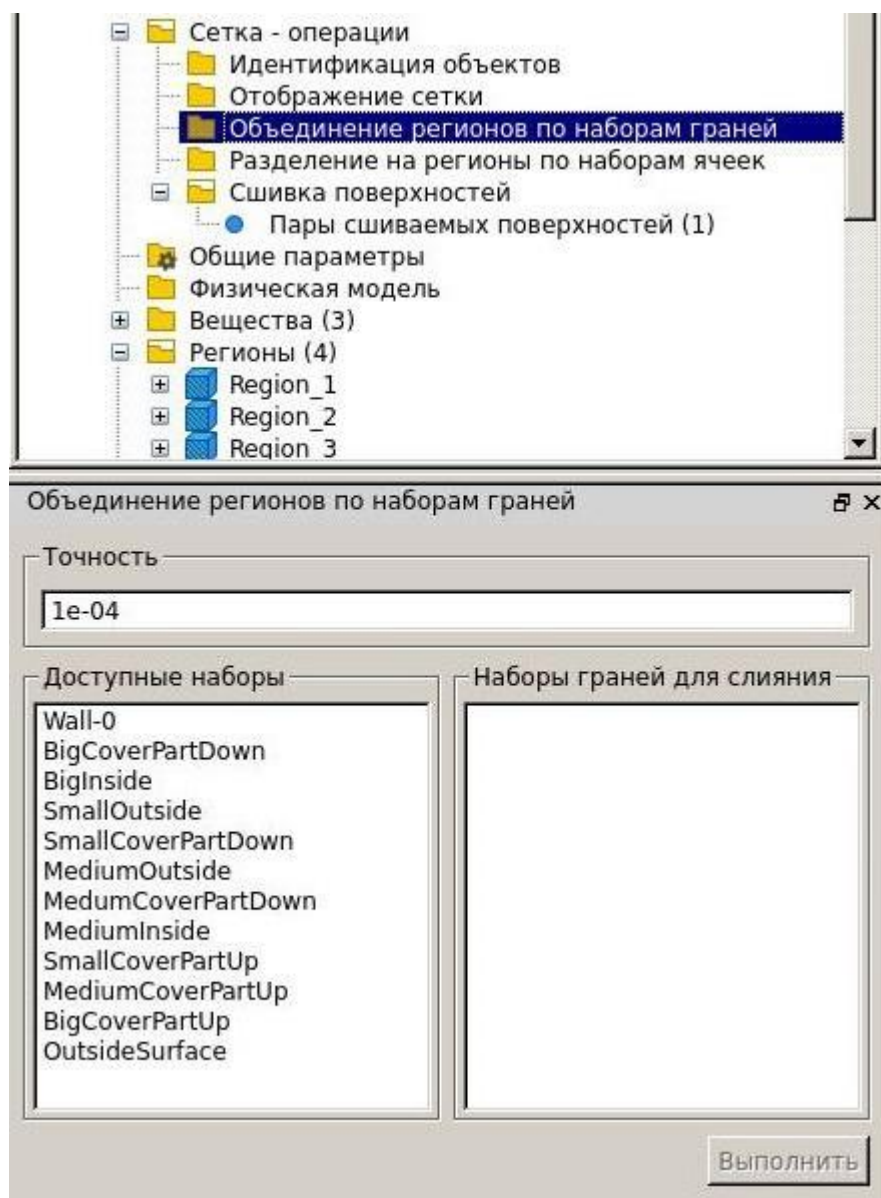 Сетка - операции
Идентификация объектов
Отображение сетки
Объединение регионов по наборам граней
Разделение на регионы по наборам ячеек
Сшивка поверхностей
Пары сшиваемых поверхностей (1)
Общие параметры
Физическая модель
Вещества (3)
Регионы (4)
Region_1
Region_2
Region_3
Объединение регионов по наборам граней
Точность
1e-04
Доступные наборы
Wall-0
BigCoverPartDown
BigInside
SmallOutside
SmallCoverPartDown
MediumOutside
MedumCoverPartDown
MediumInside
SmallCoverPartUp
MediumCoverPartUp
BigCoverPartUp
OutsideSurface
Наборы граней для слияния
Выполнить